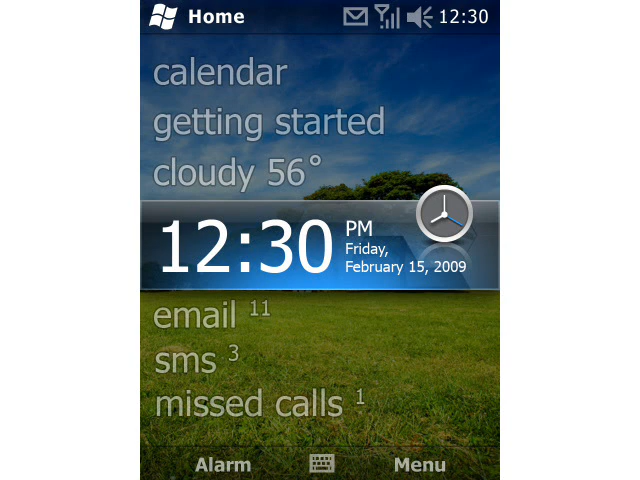 Home 12:30
calendar
getting started
cloudy 56°
12:30 PM
Friday,
February 15, 2009
email 11
sms 3
missed calls 1
Alarm Menu